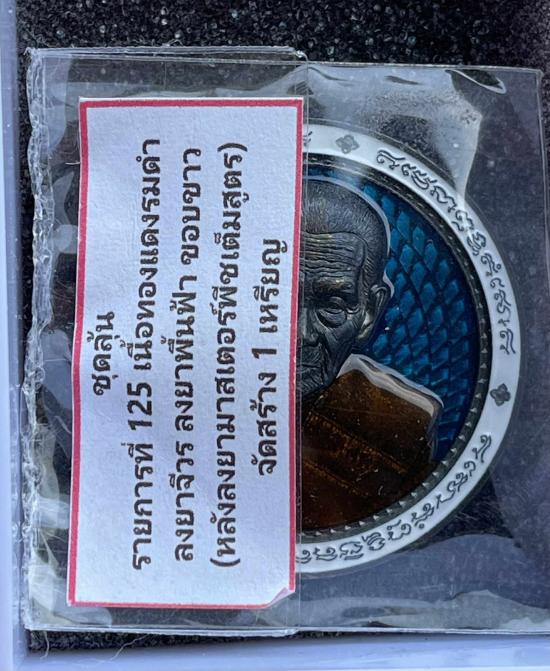 ชุดลุ้น
รายการที่ 125 เนื้อทองแดงรมดำ
ลงยาจีวร ลงยาพื้นฟ้า ขอบขาว
(หลังลงยามาสเตอร์พีชเต็มสูตร)
จัดสร้าง 1 เหรียญ